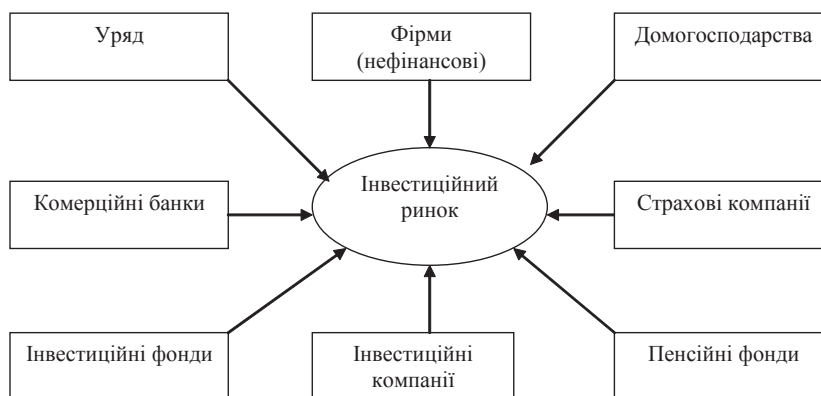 Уряд
Фірми
(нефінансові)
Домогосподарства
Комерційні банки
Інвестиційний
ринок
Страхові компанії
Інвестиційні фонди
Інвестиційні
компанії
Пенсійні фонди